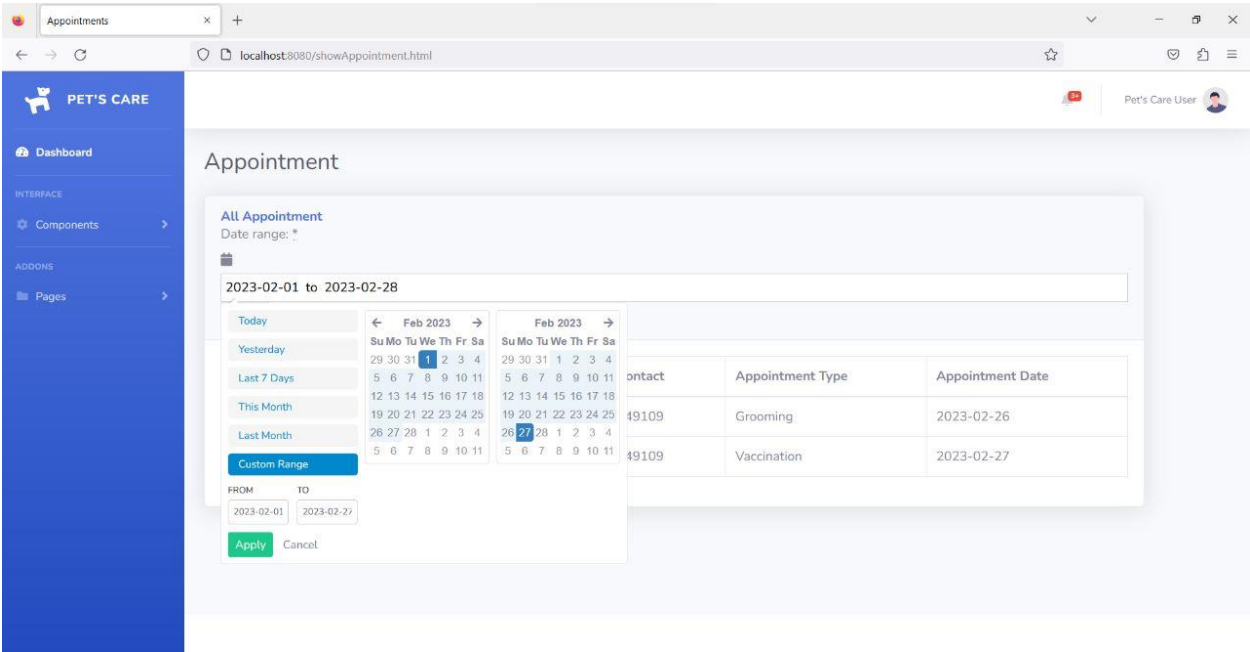 Appointments
localhost:8080/showAppointment.html
PET'S CARE
3+
Pet's Care User
Dashboard
INTERFACE
Components
ADDONS
Pages
Appointment
All Appointment
Date range: *
2023-02-01 to 2023-02-28
Today
Yesterday
Last 7 Days
This Month
Last Month
Custom Range
FROM TO
2023-02-01 2023-02-27
Apply Cancel
Feb 2023
Su Mo Tu We Th Fr Sa
29 30 31 1 2 3 4
5 6 7 8 9 10 11
12 13 14 15 16 17 18
19 20 21 22 23 24 25
26 27 28 1 2 3 4
5 6 7 8 9 10 11
Feb 2023
Su Mo Tu We Th Fr Sa
29 30 31 1 2 3 4
5 6 7 8 9 10 11
12 13 14 15 16 17 18
19 20 21 22 23 24 25
26 27 28 1 2 3 4
5 6 7 8 9 10 11
ontact Appointment Type Appointment Date
49109 Grooming 2023-02-26
49109 Vaccination 2023-02-27